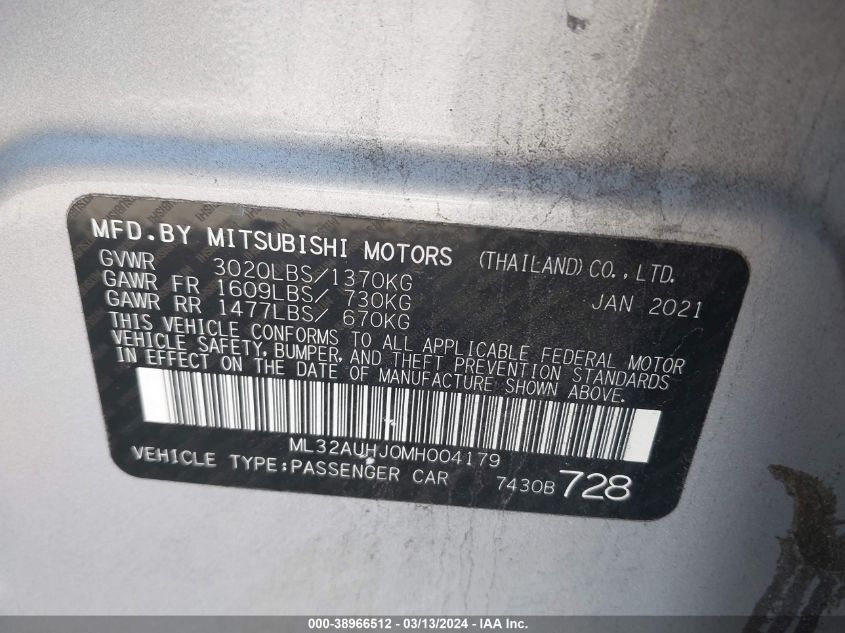 MFD.BY MITSUBISHI MOTORS (THAILAND) CO., LTD.
GVWR 3020LBS/1370KG JAN 2021
GAWR FR 1609LBS/ 730KG
GAWR RR 1477LBS/ 670KG
THIS VEHICLE CONFORMS TO ALL APPLICABLE FEDERAL MOTOR
VEHICLE SAFETY, BUMPER, AND THEFT PREVENTION STANDARDS
IN EFFECT ON THE DATE OF MANUFACTURE SHOWN ABOVE.
ML32AUHJ0MH004179
VEHICLE TYPE:PASSENGER CAR 7430B 728
000-38966512 - 03/13/2024 - IAA Inc.